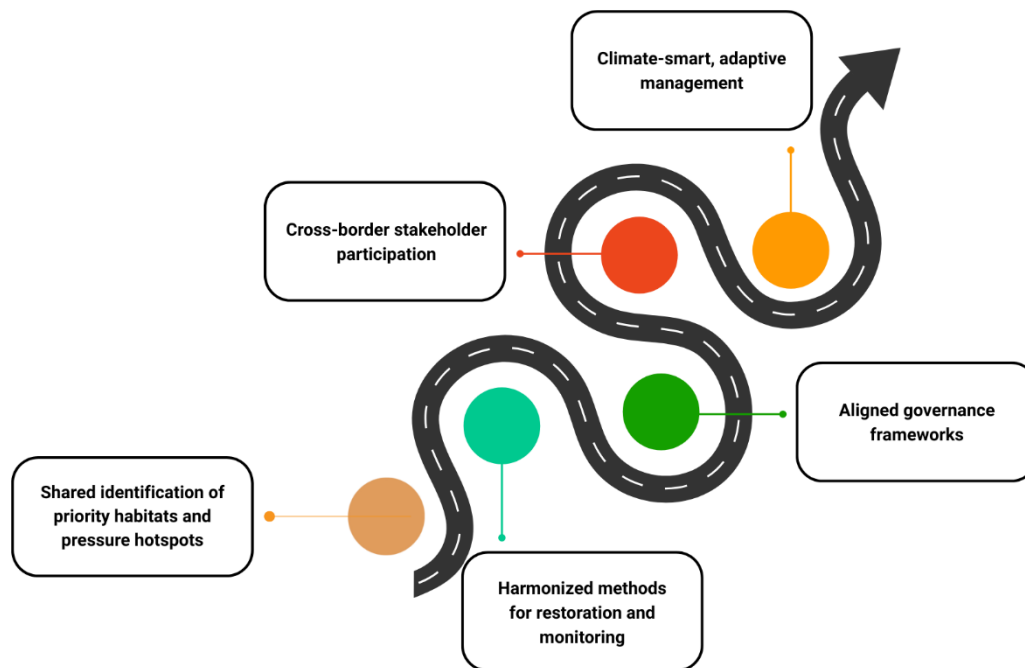 Climate-smart, adaptive
management
Cross-border stakeholder
participation
Aligned governance
frameworks
Shared identification of
priority habitats and
pressure hotspots
Harmonized methods
for restoration and
monitoring